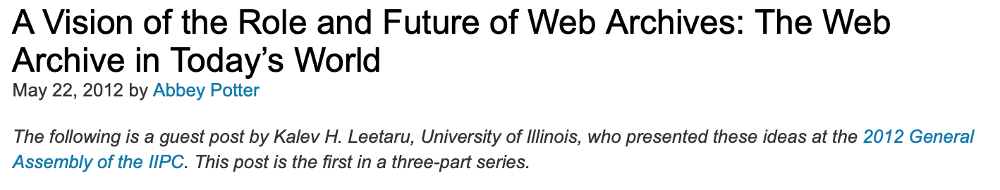 A Vision of the Role and Future of Web Archives: The Web
Archive in Today’s World
May 22, 2012 by Abbey Potter
The following is a guest post by Kalev H. Leetaru, University of Illinois, who presented these ideas at the 2012 General
Assembly of the IIPC. This post is the first in a three-part series.